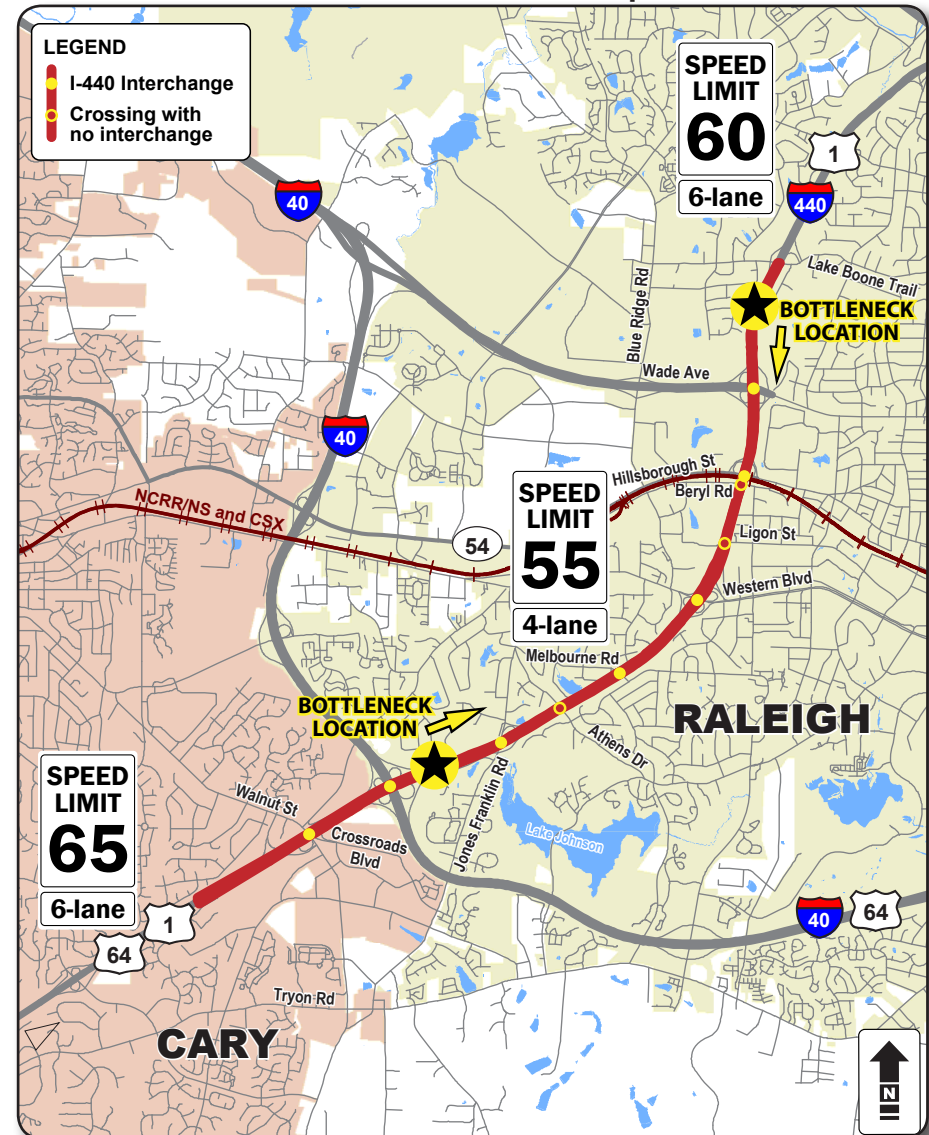 LEGEND
I-440 Interchange
Crossing with
no interchange
SPEED
LIMIT
60
6-lane
1
440
40
Lake Boone Trail
BOTTLENECK
LOCATION
Blue Ridge Rd
Wade Ave
40
Hillsborough St
Beryl Rd
NCRR/NS and CSX
54
SPEED
LIMIT
55
4-lane
Ligon St
Western Blvd
Melbourne Rd
BOTTLENECK
LOCATION
RALEIGH
Athens Dr
Jones Franklin Rd
SPEED
LIMIT
65
6-lane
Walnut St
Crossroads
Blvd
Lake Johnson
1
64
40
64
Tryon Rd
CARY
N